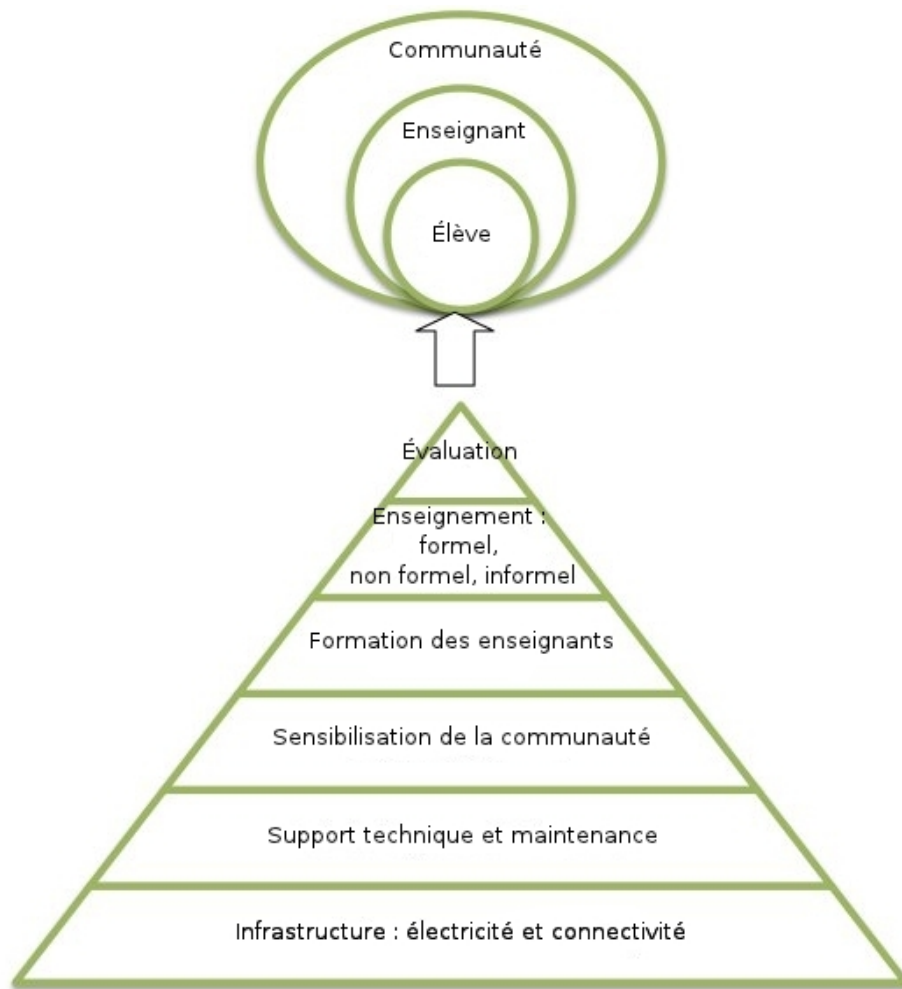 Communauté
Enseignant
Élève
Évaluation
Enseignement :
formel,
non formel, informel
Formation des enseignants
Sensibilisation de la communauté
Support technique et maintenance
Infrastructure : électricité et connectivité